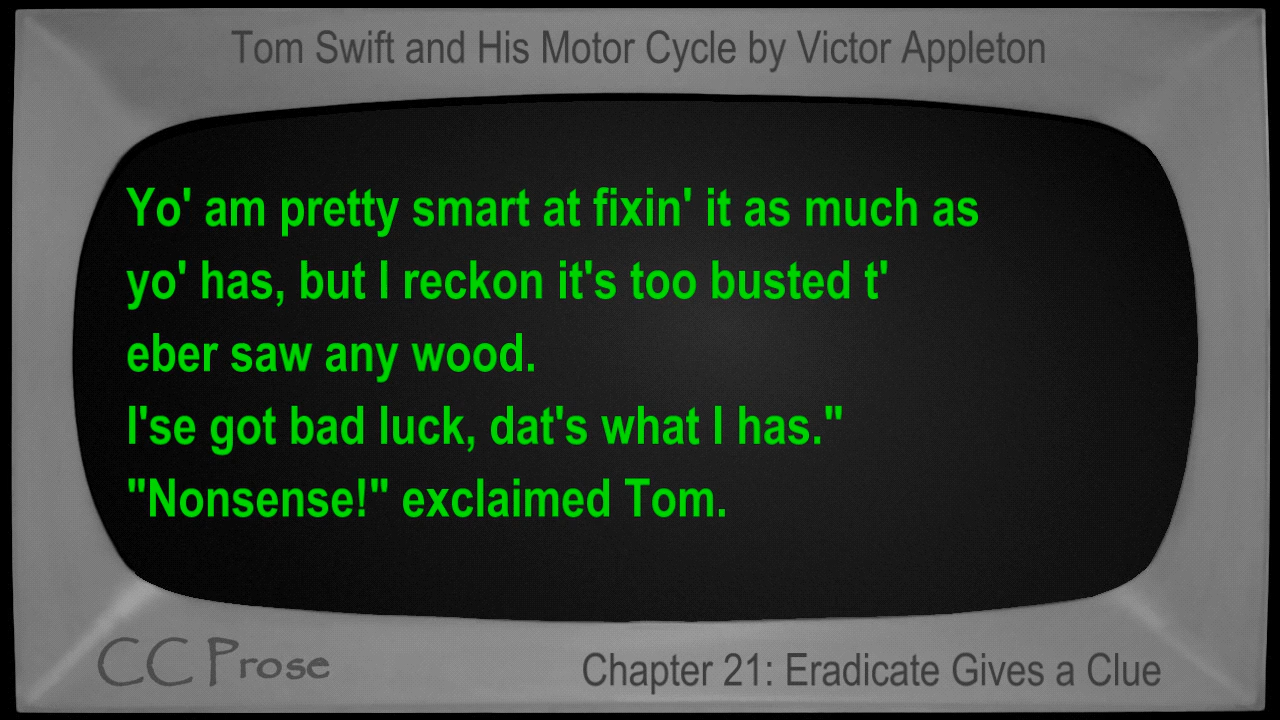 Tom Swift and His Motor Cycle by Victor Appleton
Yo' am pretty smart at fixin' it as much as
yo' has, but I reckon it's too busted t'
eber saw any wood.
I'se got bad luck, dat's what I has."
"Nonsense!" exclaimed Tom.
CC Prose
Chapter 21: Eradicate Gives a Clue